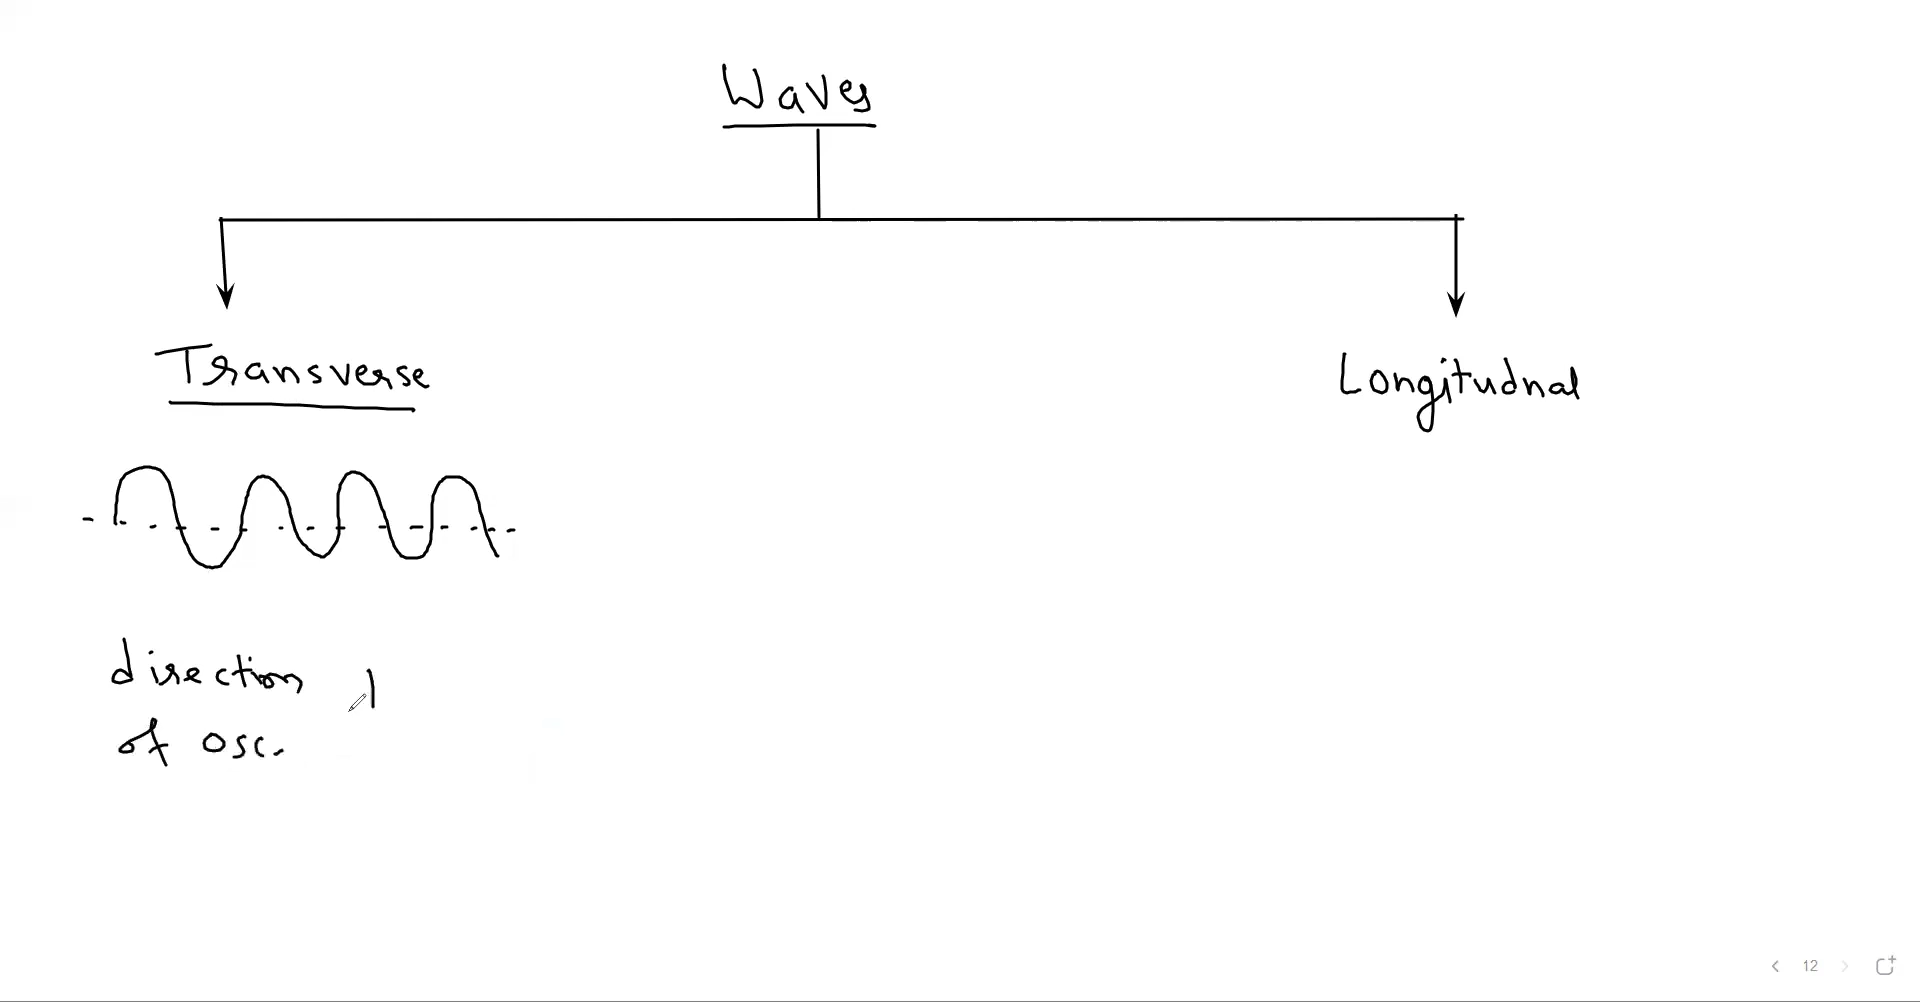 Waves
Transverse
Longitudnal
direction
of osc.
12